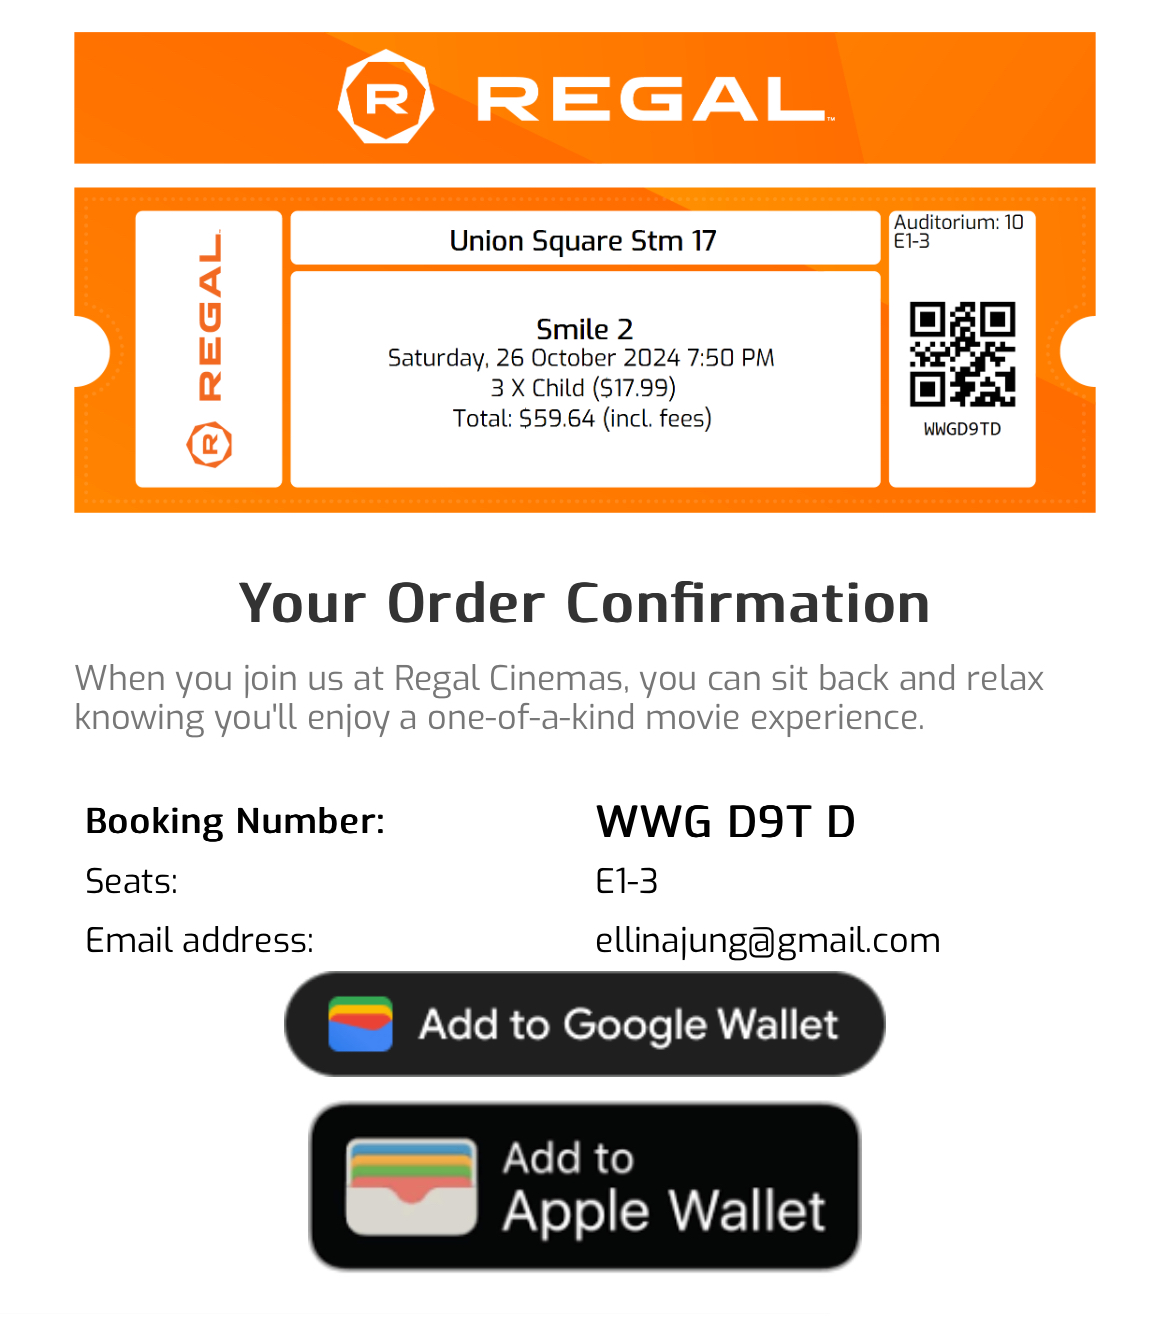 R REGAL™
REGAL
R
Union Square Stm 17
Smile 2
Saturday, 26 October 2024 7:50 PM
3 X Child ($17.99)
Total: $59.64 (incl. fees)
Auditorium: 10
E1-3
WWGD9TD
Your Order Confirmation
When you join us at Regal Cinemas, you can sit back and relax
knowing you'll enjoy a one-of-a-kind movie experience.
Booking Number: WWG D9T D
Seats: E1-3
Email address: ellinajung@gmail.com
Add to Google Wallet
Add to
Apple Wallet